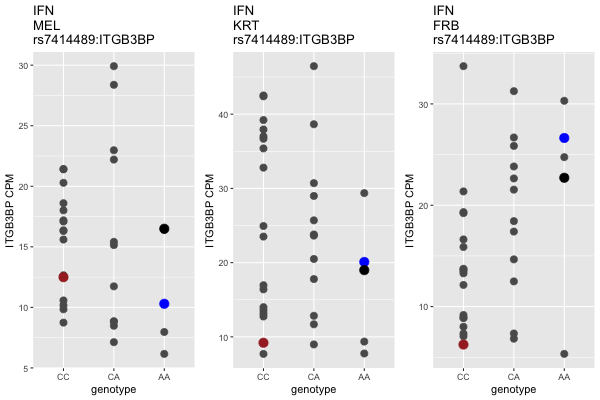 IFN
MEL
rs7414489:ITGB3BP
ITGB3BP CPM
30
25
20
15
10
5
CC
CA
AA
genotype
IFN
KRT
rs7414489:ITGB3BP
ITGB3BP CPM
40
30
20
10
CC
CA
AA
genotype
IFN
FRB
rs7414489:ITGB3BP
ITGB3BP CPM
30
20
10
CC
CA
AA
genotype